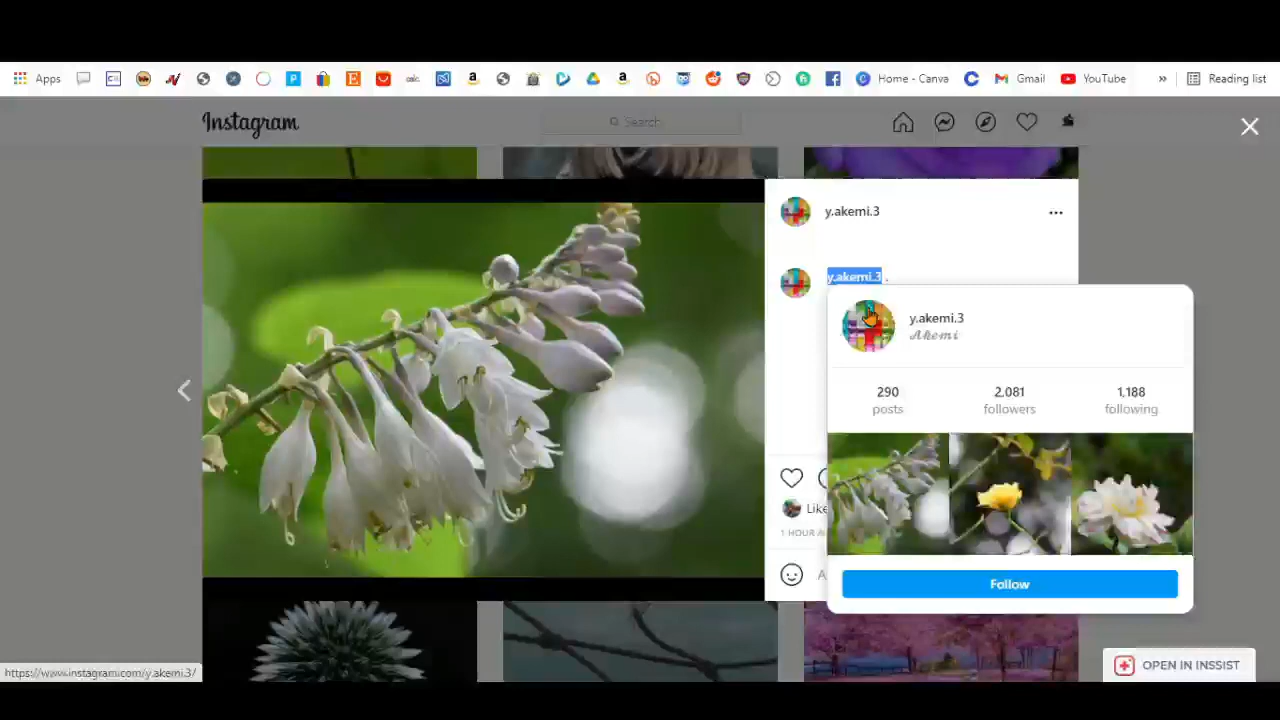 Apps
Home - Canva
Gmail
YouTube
»
Reading list
Instagram
Search
y.akemi.3
y.akemi.3 .
y.akemi.3
𝓐𝓴𝓮𝓶𝓲
290
posts
2,081
followers
1,188
following
Like
1 HOUR A
A
Follow
https://www.instagram.com/y.akemi.3/
OPEN IN INSSIST